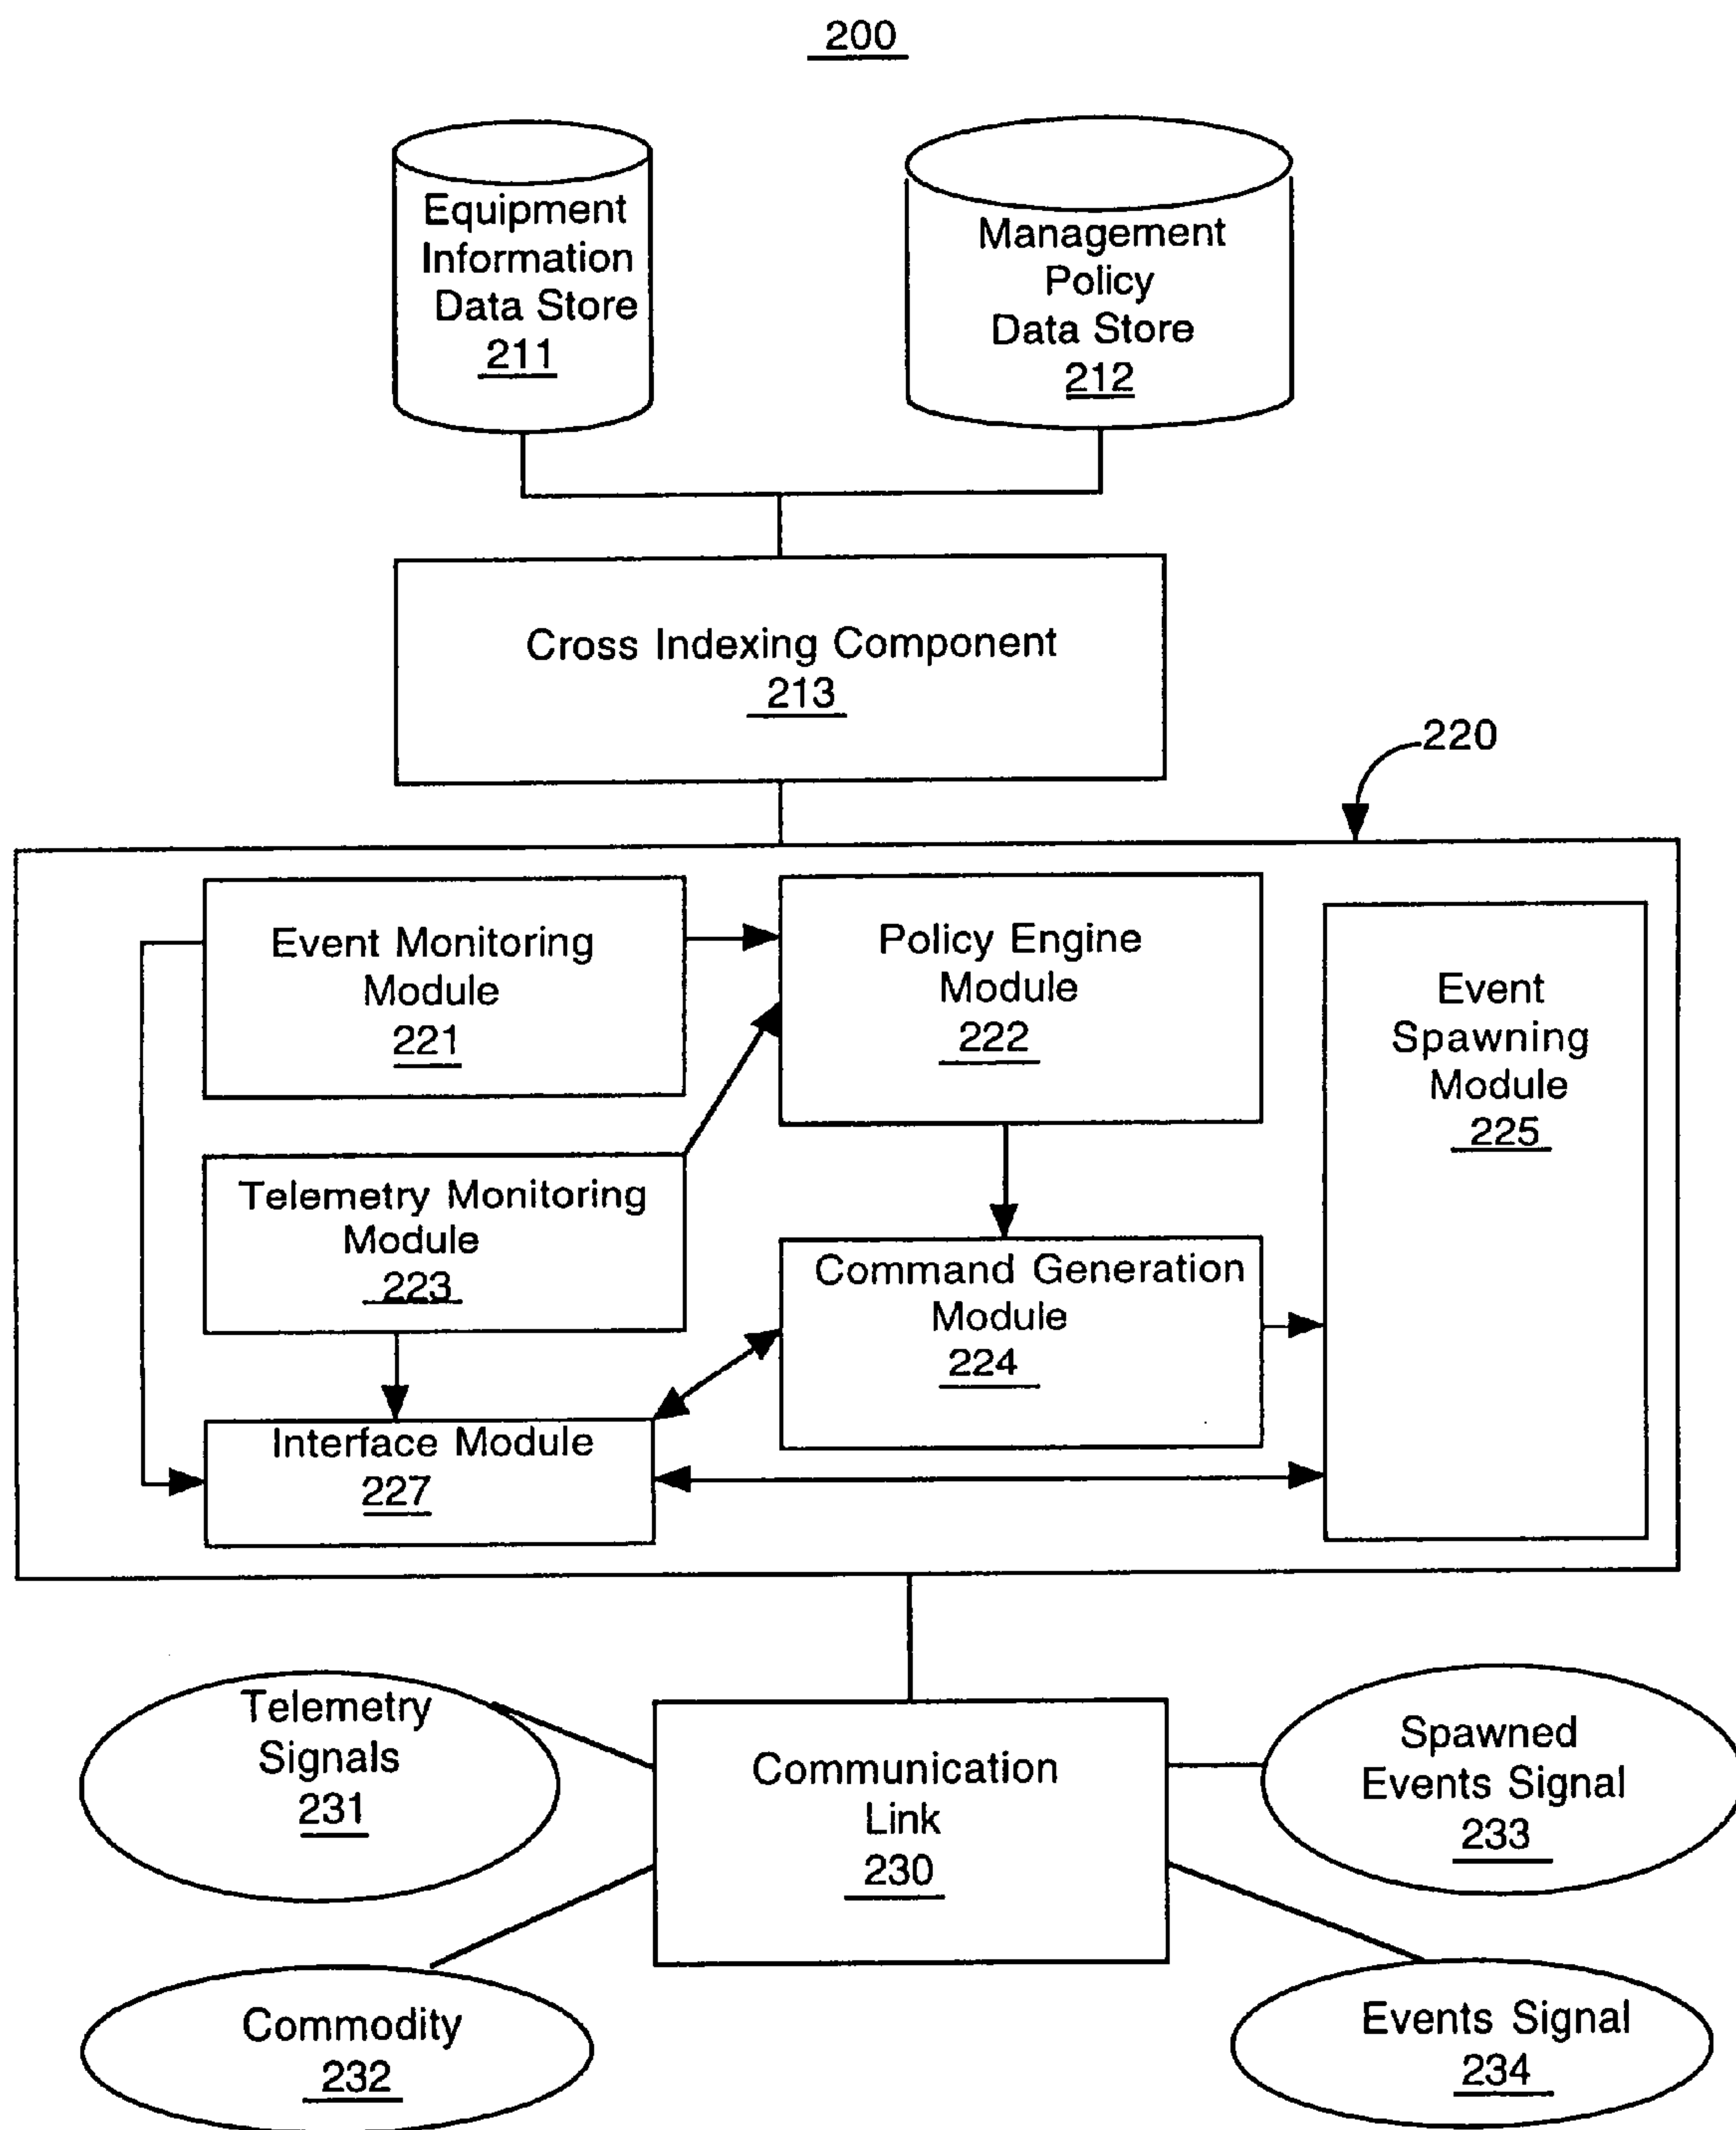 200
Equipment
Information
Data Store
211
Management
Policy
Data Store
212
Cross Indexing Component
213
220
Event Monitoring
Module
221
Policy Engine
Module
222
Event
Spawning
Module
225
Telemetry Monitoring
Module
223
Command Generation
Module
224
Interface Module
227
Telemetry
Signals
231
Communication
Link
230
Spawned
Events Signal
233
Commodity
232
Events Signal
234